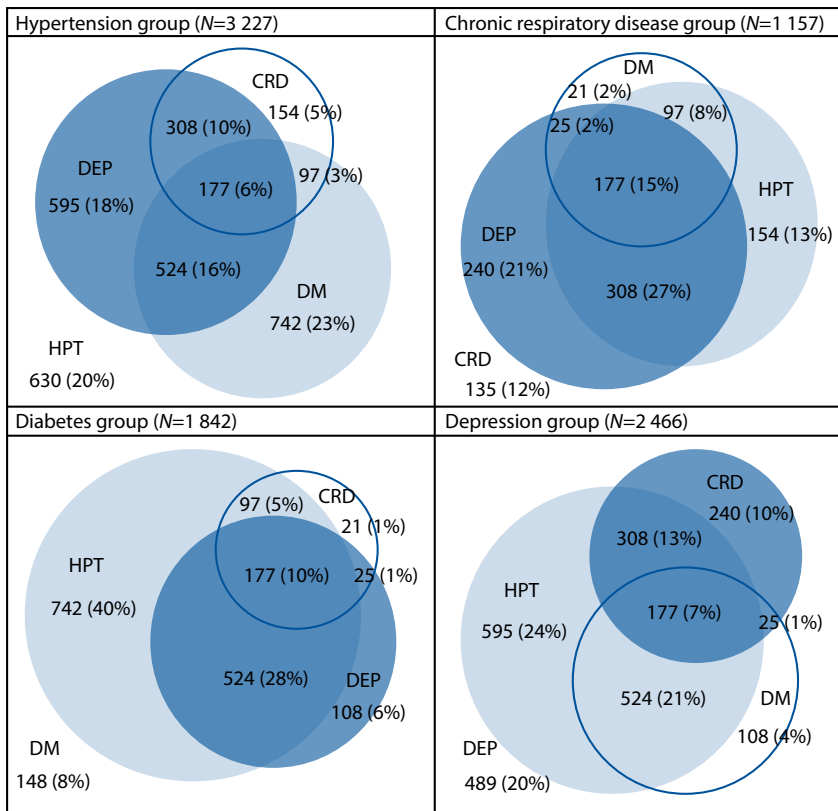 Hypertension group (N=3 227)
CRD
154 (5%)
308 (10%)
DEP
595 (18%)
177 (6%)
97 (3%)
524 (16%)
DM
742 (23%)
HPT
630 (20%)
Chronic respiratory disease group (N=1 157)
DM
21 (2%)
97 (8%)
25 (2%)
177 (15%)
HPT
154 (13%)
DEP
240 (21%)
308 (27%)
CRD
135 (12%)
Diabetes group (N=1 842)
CRD
97 (5%)
21 (1%)
HPT
742 (40%)
177 (10%)
25 (1%)
524 (28%)
DEP
108 (6%)
DM
148 (8%)
Depression group (N=2 466)
CRD
240 (10%)
308 (13%)
HPT
595 (24%)
177 (7%)
25 (1%)
524 (21%)
DM
108 (4%)
DEP
489 (20%)